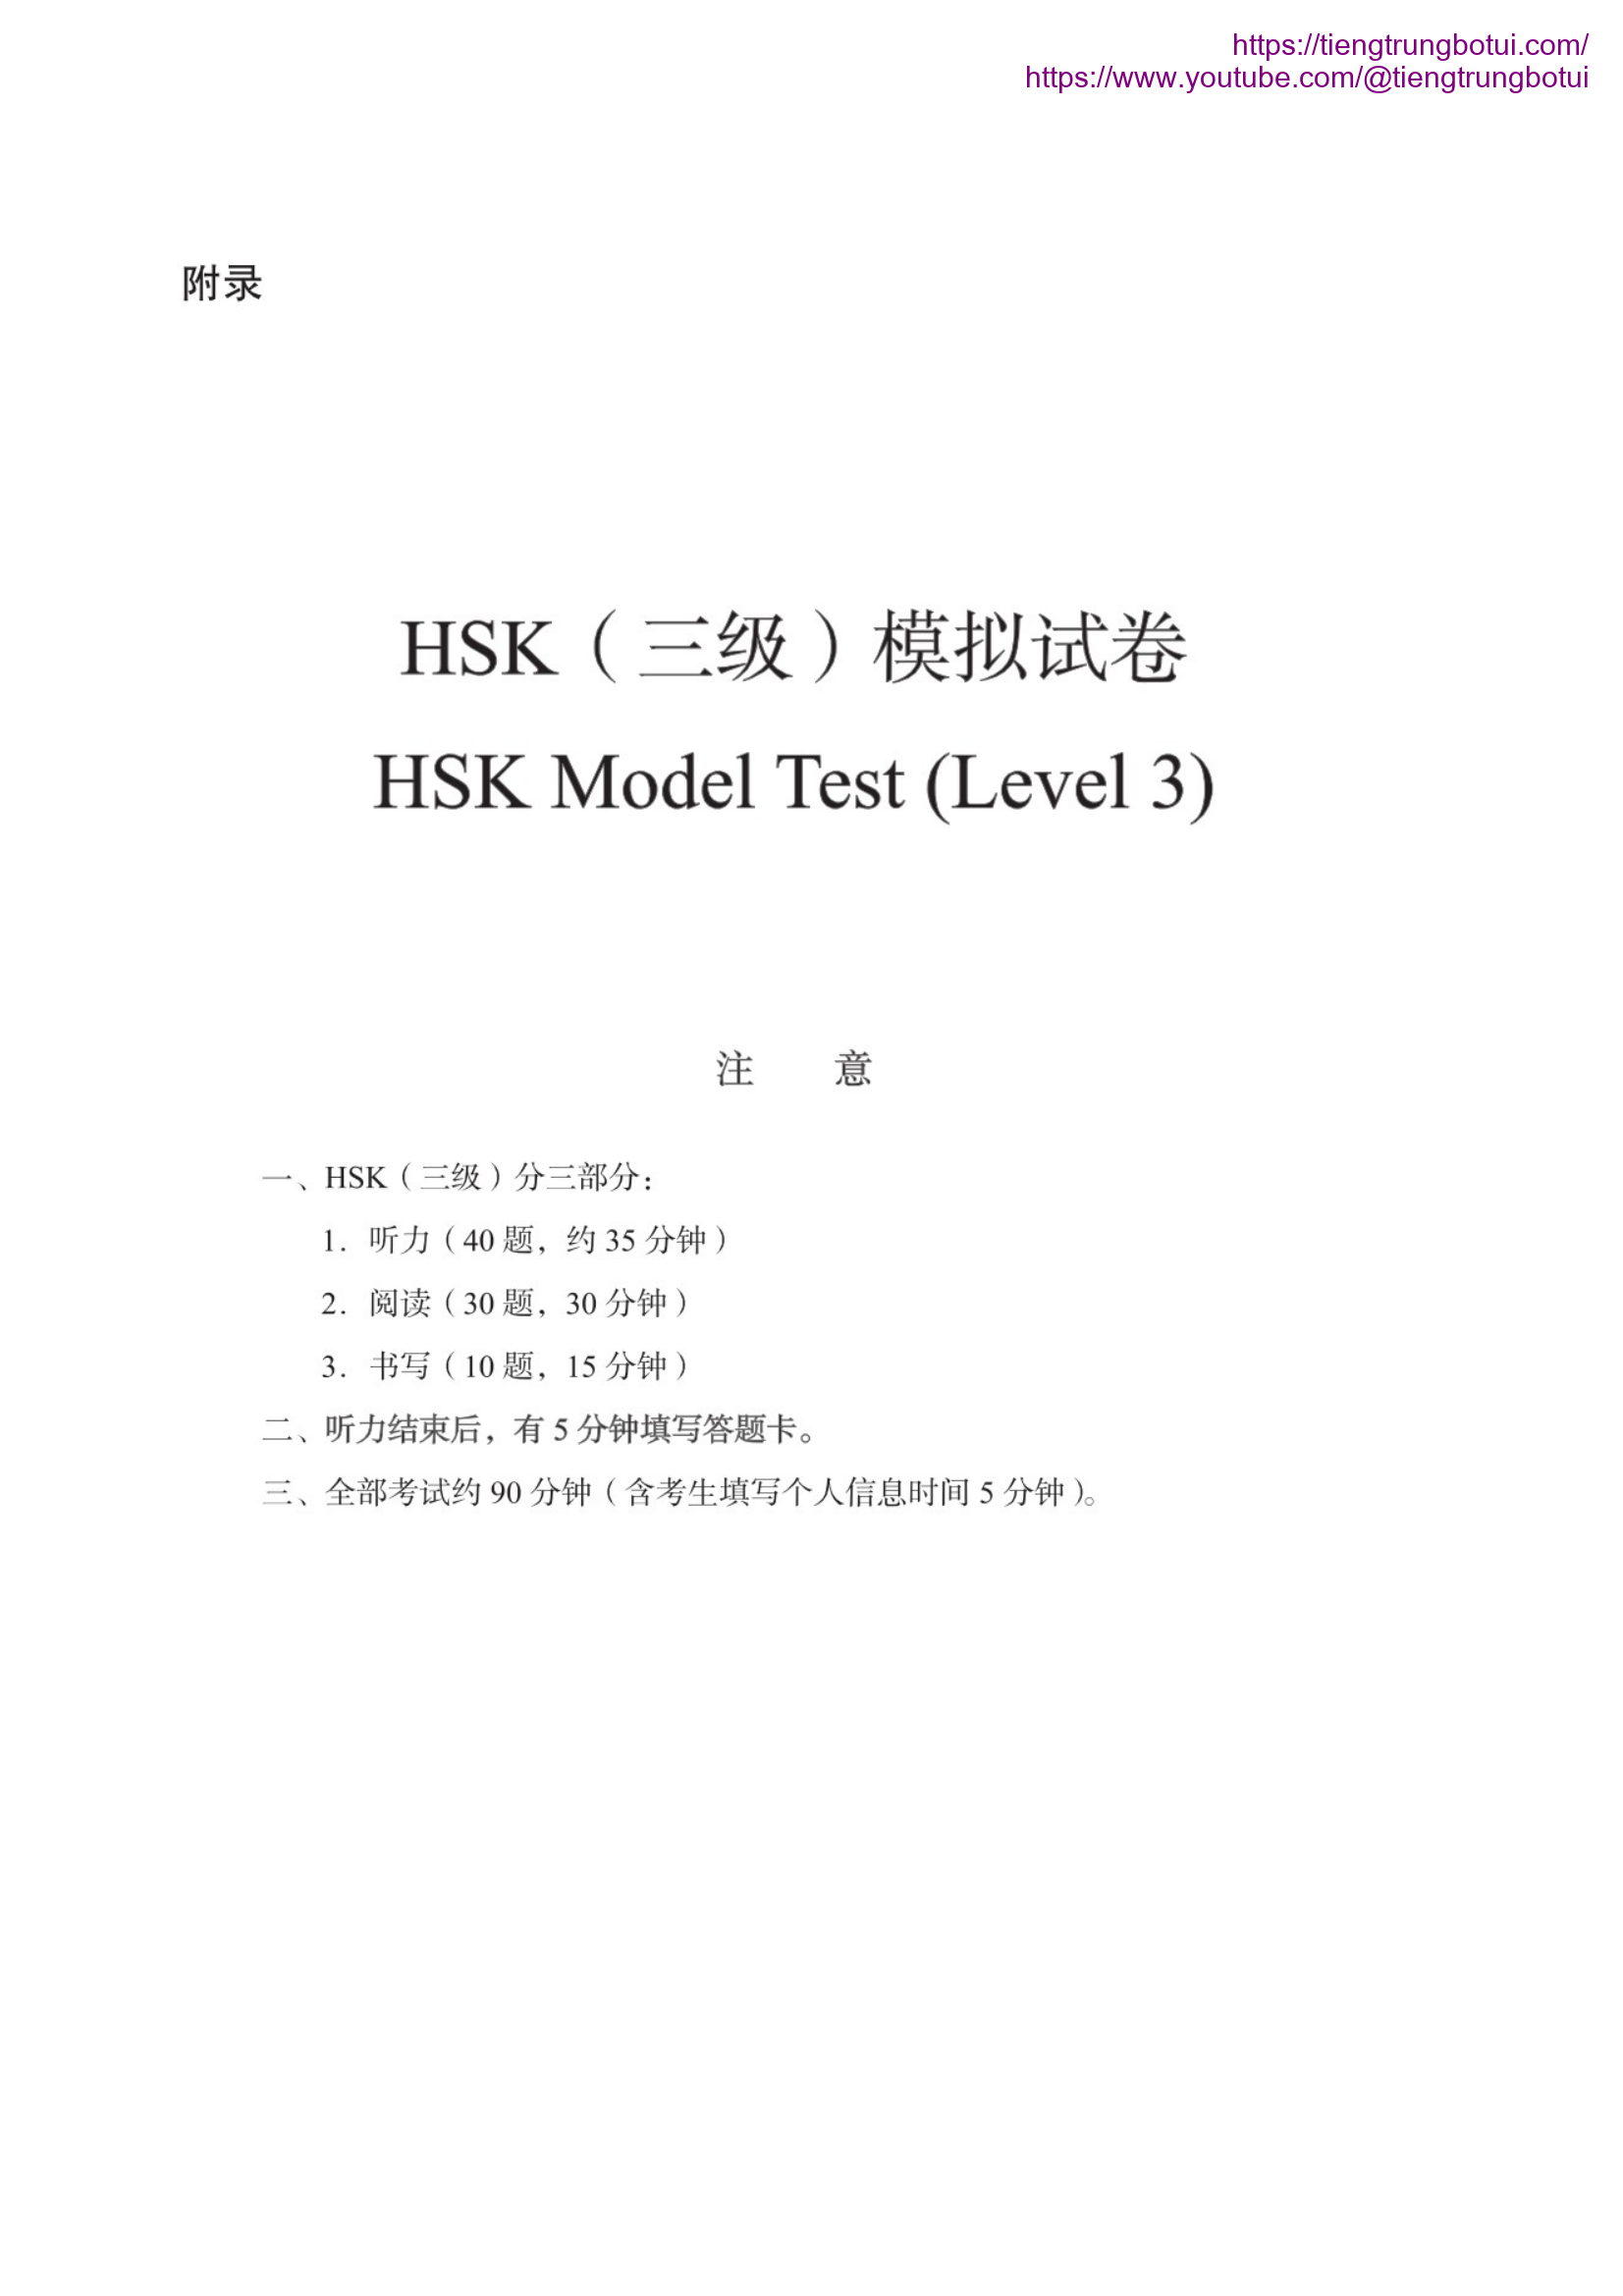 https://tiengtrungbotui.com/
https://www.youtube.com/@tiengtrungbotui
附录
HSK（三级）模拟试卷
HSK Model Test (Level 3)
注 意
一、HSK（三级）分三部分：
1. 听力（40 题，约 35 分钟）
2. 阅读（30 题，30 分钟）
3. 书写（10 题，15 分钟）
二、听力结束后，有 5 分钟填写答题卡。
三、全部考试约 90 分钟（含考生填写个人信息时间 5 分钟）。